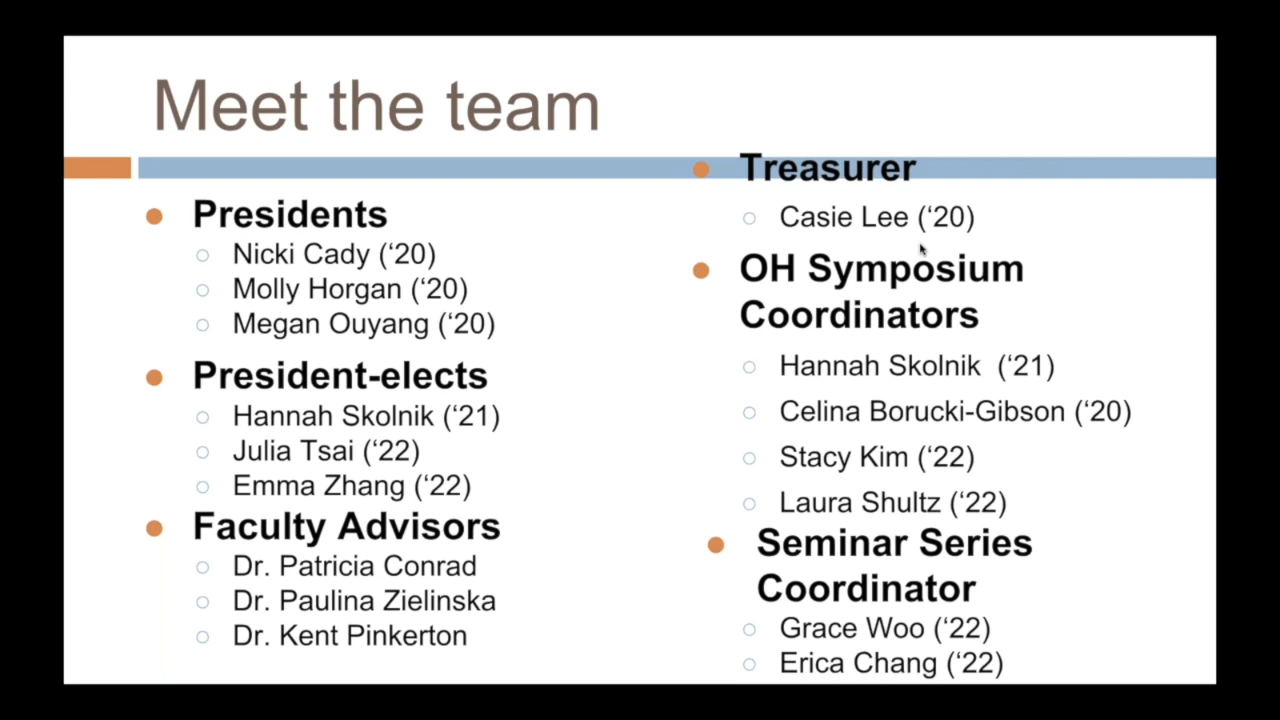 Meet the team
Presidents
Nicki Cady (‘20)
Molly Horgan (‘20)
Megan Ouyang (‘20)
President-elects
Hannah Skolnik (‘21)
Julia Tsai (‘22)
Emma Zhang (‘22)
Faculty Advisors
Dr. Patricia Conrad
Dr. Paulina Zielinska
Dr. Kent Pinkerton
Treasurer
Casie Lee (‘20)
OH Symposium
Coordinators
Hannah Skolnik  (‘21)
Celina Borucki-Gibson (‘20)
Stacy Kim (‘22)
Laura Shultz (‘22)
Seminar Series
Coordinator
Grace Woo (‘22)
Erica Chang (‘22)